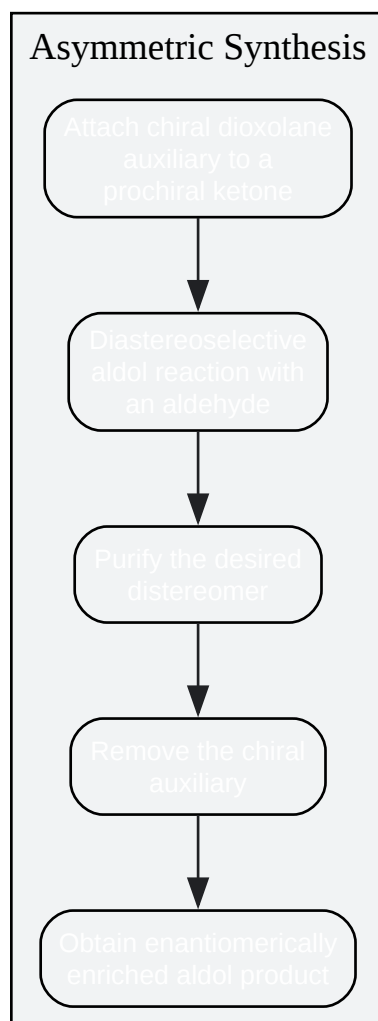 Asymmetric Synthesis
Attach chiral dioxolane
auxiliary to a
prochiral ketone
Diastereoselective
aldol reaction with
an aldehyde
Purify the desired
distereomer
Remove the chiral
auxiliary
Obtain enantiomerically
enriched aldol product